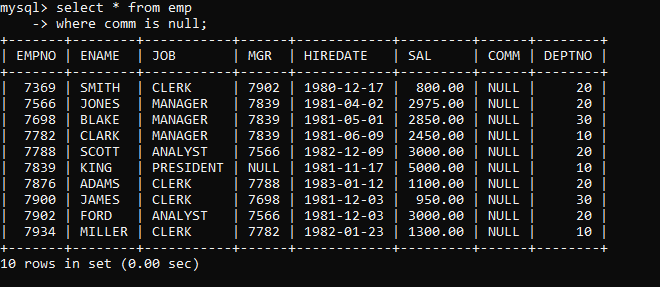 mysql> select * from emp
    -> where comm is null;
+-------+--------+-----------+------+------------+---------+------+--------+
| EMPNO | ENAME  | JOB       | MGR  | HIREDATE   | SAL     | COMM | DEPTNO |
+-------+--------+-----------+------+------------+---------+------+--------+
|  7369 | SMITH  | CLERK     | 7902 | 1980-12-17 |  800.00 | NULL |     20 |
|  7566 | JONES  | MANAGER   | 7839 | 1981-04-02 | 2975.00 | NULL |     20 |
|  7698 | BLAKE  | MANAGER   | 7839 | 1981-05-01 | 2850.00 | NULL |     30 |
|  7782 | CLARK  | MANAGER   | 7839 | 1981-06-09 | 2450.00 | NULL |     10 |
|  7788 | SCOTT  | ANALYST   | 7566 | 1982-12-09 | 3000.00 | NULL |     20 |
|  7839 | KING   | PRESIDENT | NULL | 1981-11-17 | 5000.00 | NULL |     10 |
|  7876 | ADAMS  | CLERK     | 7788 | 1983-01-12 | 1100.00 | NULL |     20 |
|  7900 | JAMES  | CLERK     | 7698 | 1981-12-03 |  950.00 | NULL |     30 |
|  7902 | FORD   | ANALYST   | 7566 | 1981-12-03 | 3000.00 | NULL |     20 |
|  7934 | MILLER | CLERK     | 7782 | 1982-01-23 | 1300.00 | NULL |     10 |
+-------+--------+-----------+------+------------+---------+------+--------+
10 rows in set (0.00 sec)